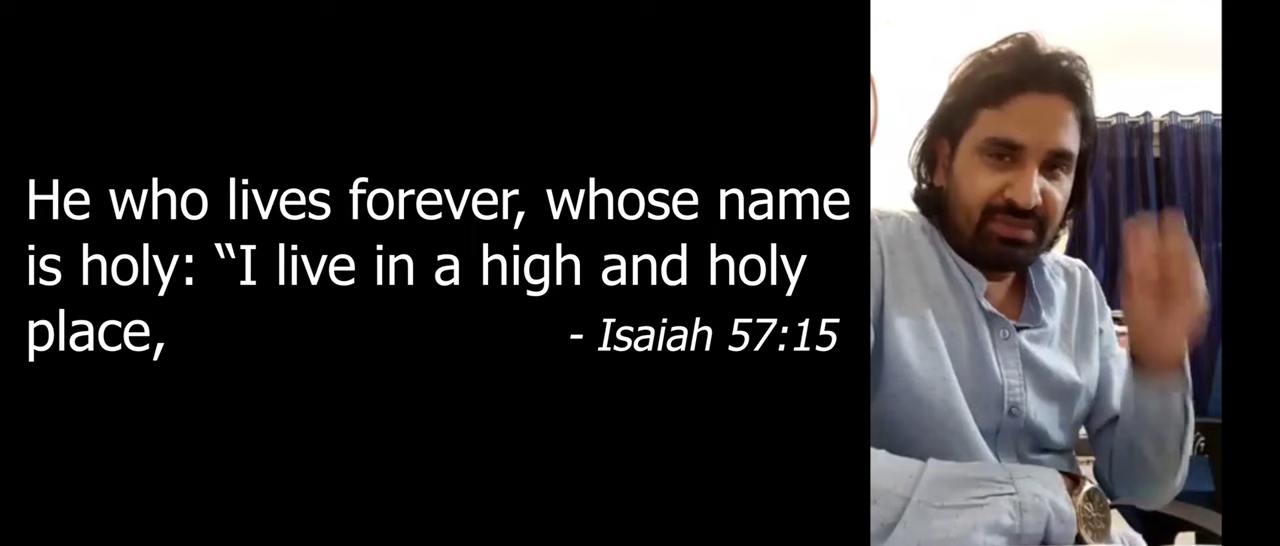 He who lives forever, whose name
is holy: “I live in a high and holy
place,
- Isaiah 57:15